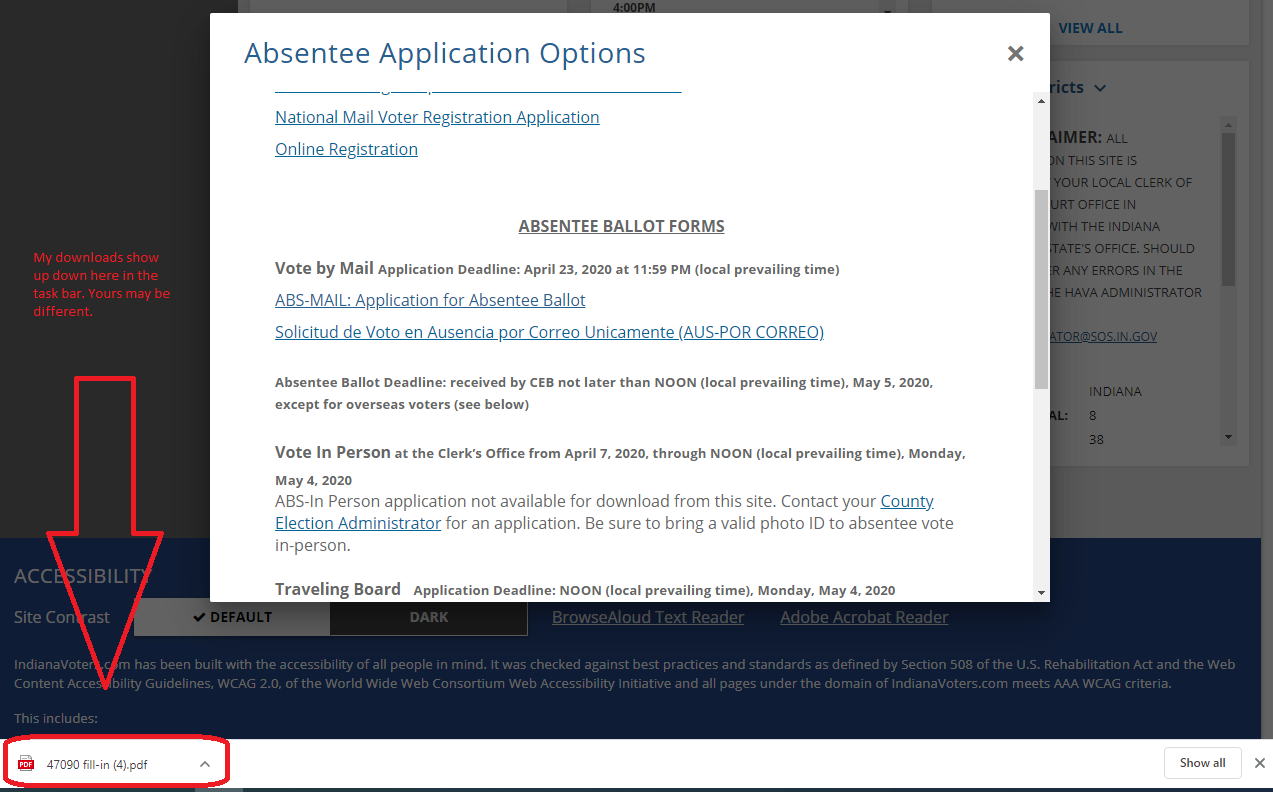 4:00PM
VIEW ALL
Absentee Application Options
National Mail Voter Registration Application
Online Registration
ABSENTEE BALLOT FORMS
Vote by Mail Application Deadline: April 23, 2020 at 11:59 PM (local prevailing time)
ABS-MAIL: Application for Absentee Ballot
Solicitud de Voto en Ausencia por Correo Unicamente (AUS-POR CORREO)
Absentee Ballot Deadline: received by CEB not later than NOON (local prevailing time), May 5, 2020,
except for overseas voters (see below)
Vote In Person at the Clerk's Office from April 7, 2020, through NOON (local prevailing time), Monday,
May 4, 2020
ABS-In Person application not available for download from this site. Contact your County
Election Administrator for an application. Be sure to bring a valid photo ID to absentee vote
in-person.
Traveling Board Application Deadline: NOON (local prevailing time), Monday, May 4, 2020
ricts
AIMER: ALL
ON THIS SITE IS
YOUR LOCAL CLERK OF
URT OFFICE IN
WITH THE INDIANA
STATE'S OFFICE. SHOULD
ER ANY ERRORS IN THE
HE HAVA ADMINISTRATOR
ATOR@SOS.IN.GOV
INDIANA
AL: 8
38
My downloads show
up down here in the
task bar. Yours may be
different.
ACCESSIBILITY
Site Contrast DEFAULT DARK BrowseAloud Text Reader Adobe Acrobat Reader
IndianaVoters.com has been built with the accessibility of all people in mind. It was checked against best practices and standards as defined by Section 508 of the U.S. Rehabilitation Act and the Web
Content Accessibility Guidelines, WCAG 2.0, of the World Wide Web Consortium Web Accessibility Initiative and all pages under the domain of IndianaVoters.com meets AAA WCAG criteria.
This includes:
PDF 47090 fill-in (4).pdf
Show all